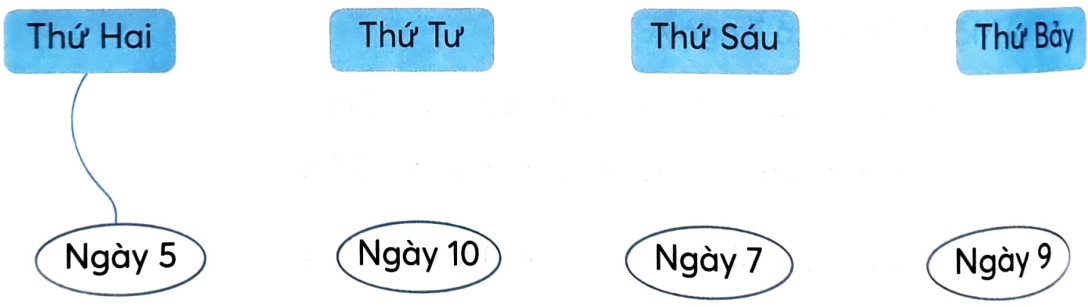 Thứ Hai
Thứ Tư
Thứ Sáu
Thứ Bảy
Ngày 5
Ngày 10
Ngày 7
Ngày 9